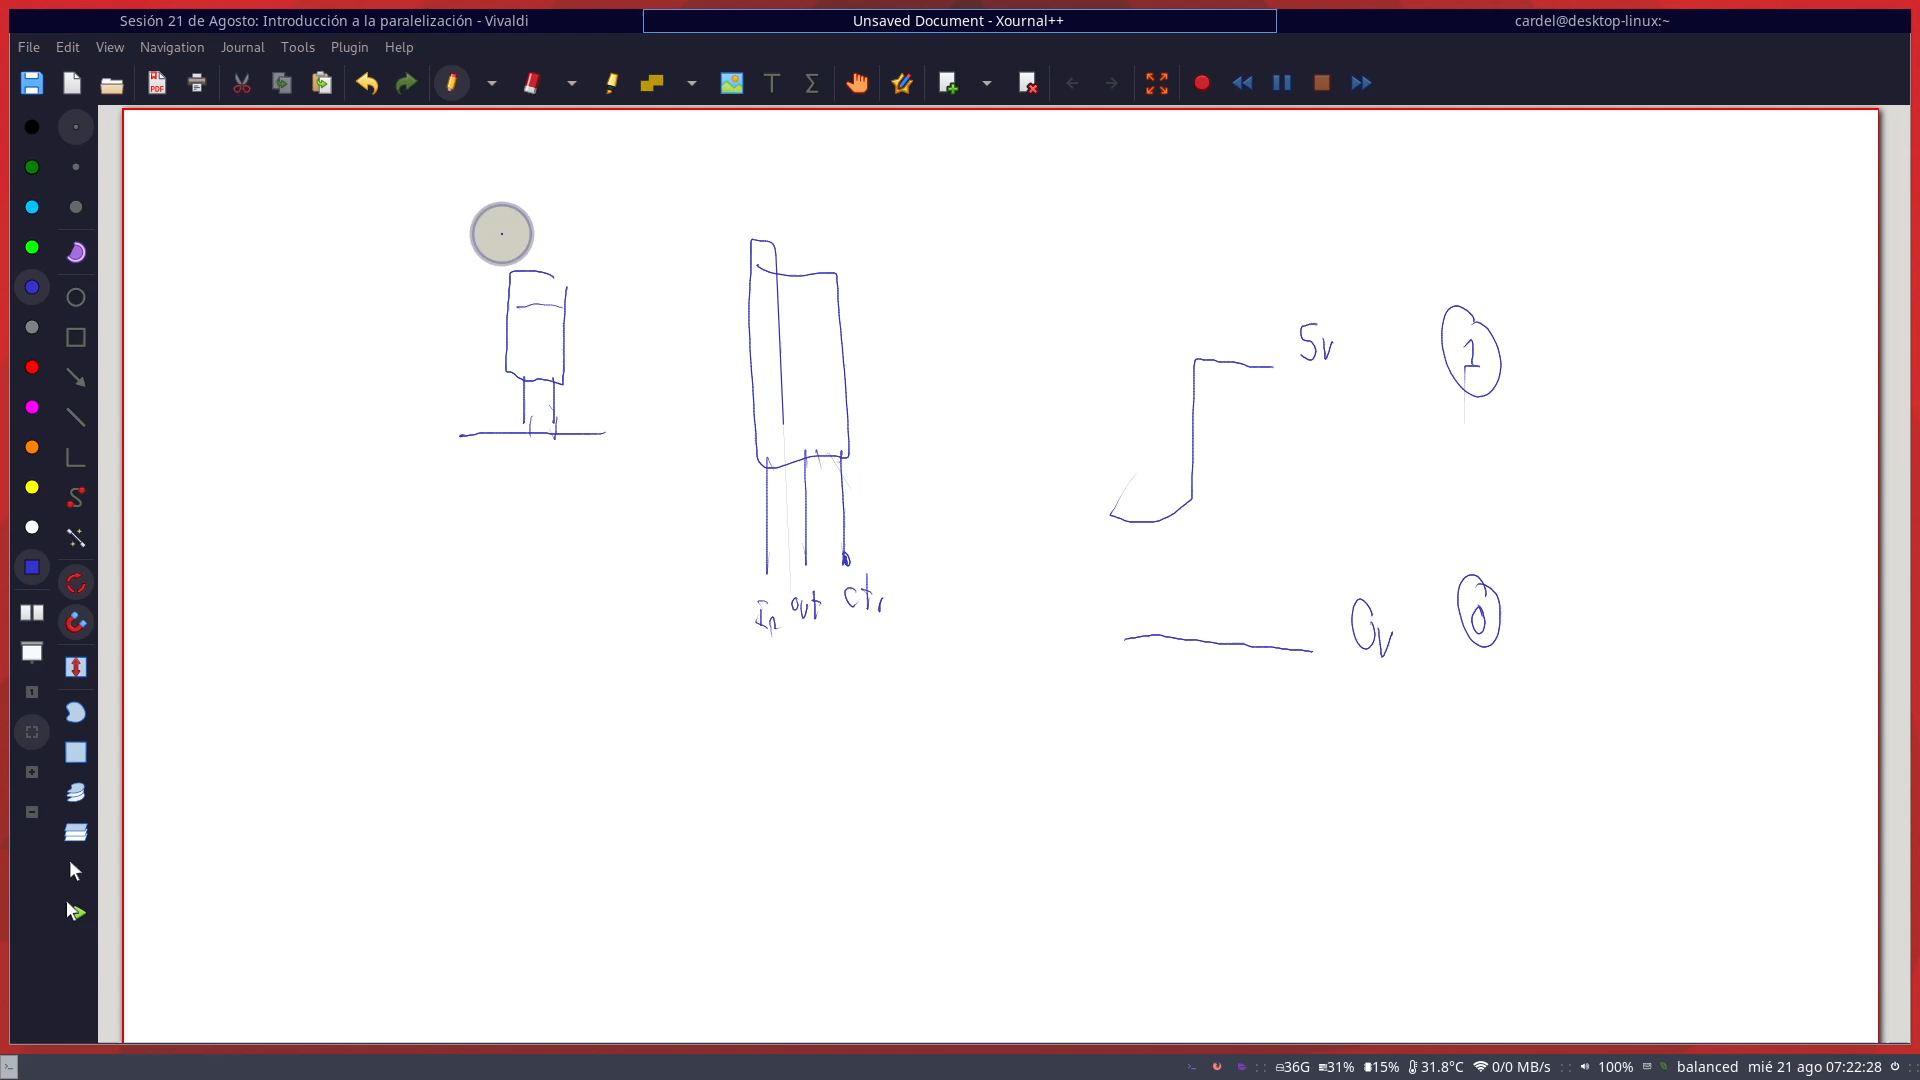 Sesión 21 de Agosto: Introducción a la paralelización - Vivaldi
Unsaved Document - Xournal++
cardel@desktop-linux:~
File Edit View Navigation Journal Tools Plugin Help
PDF
T Σ
5v
1
In out ctr
0v
0
36G 31% 15% 31.8°C 0/0 MB/s 100% balanced mié 21 ago 07:22:28